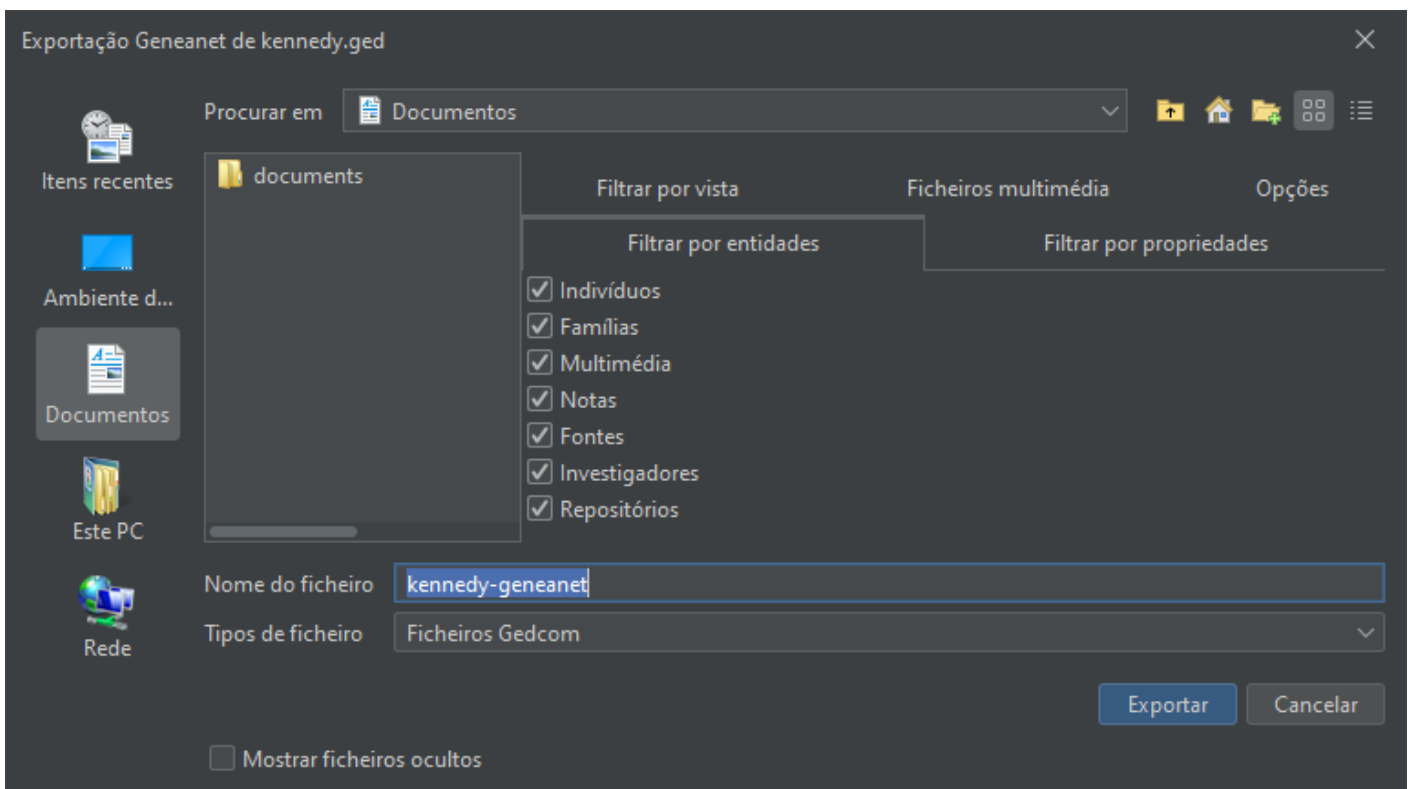 Exportação Geneanet de kennedy.ged
Procurar em
Documentos
Itens recentes
Ambiente d...
Documentos
Este PC
Rede
documents
Filtrar por vista
Ficheiros multimédia
Opções
Filtrar por entidades
Filtrar por propriedades
Indivíduos
Famílias
Multimédia
Notas
Fontes
Investigadores
Repositórios
Nome do ficheiro
kennedy-geneanet
Tipos de ficheiro
Ficheiros Gedcom
Exportar
Cancelar
Mostrar ficheiros ocultos